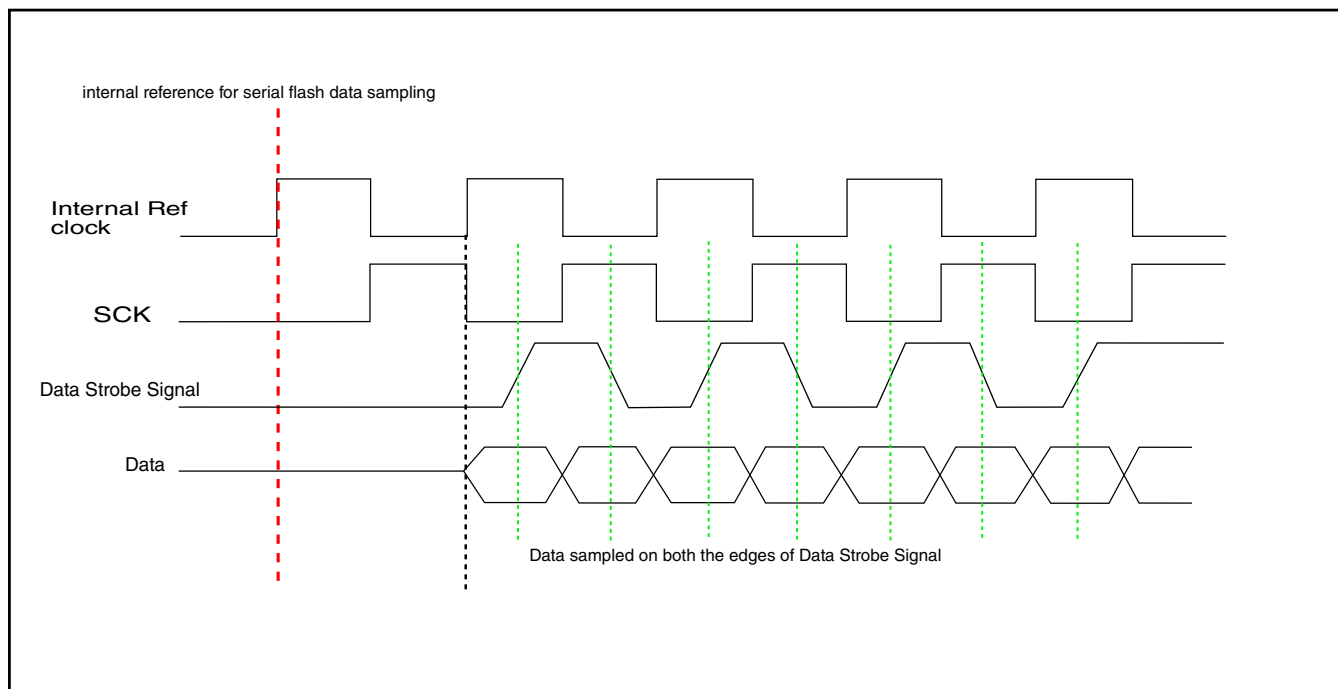 internal reference for serial flash data sampling
Internal Ref
clock
SCK
Data Strobe Signal
Data
Data sampled on both the edges of Data Strobe Signal